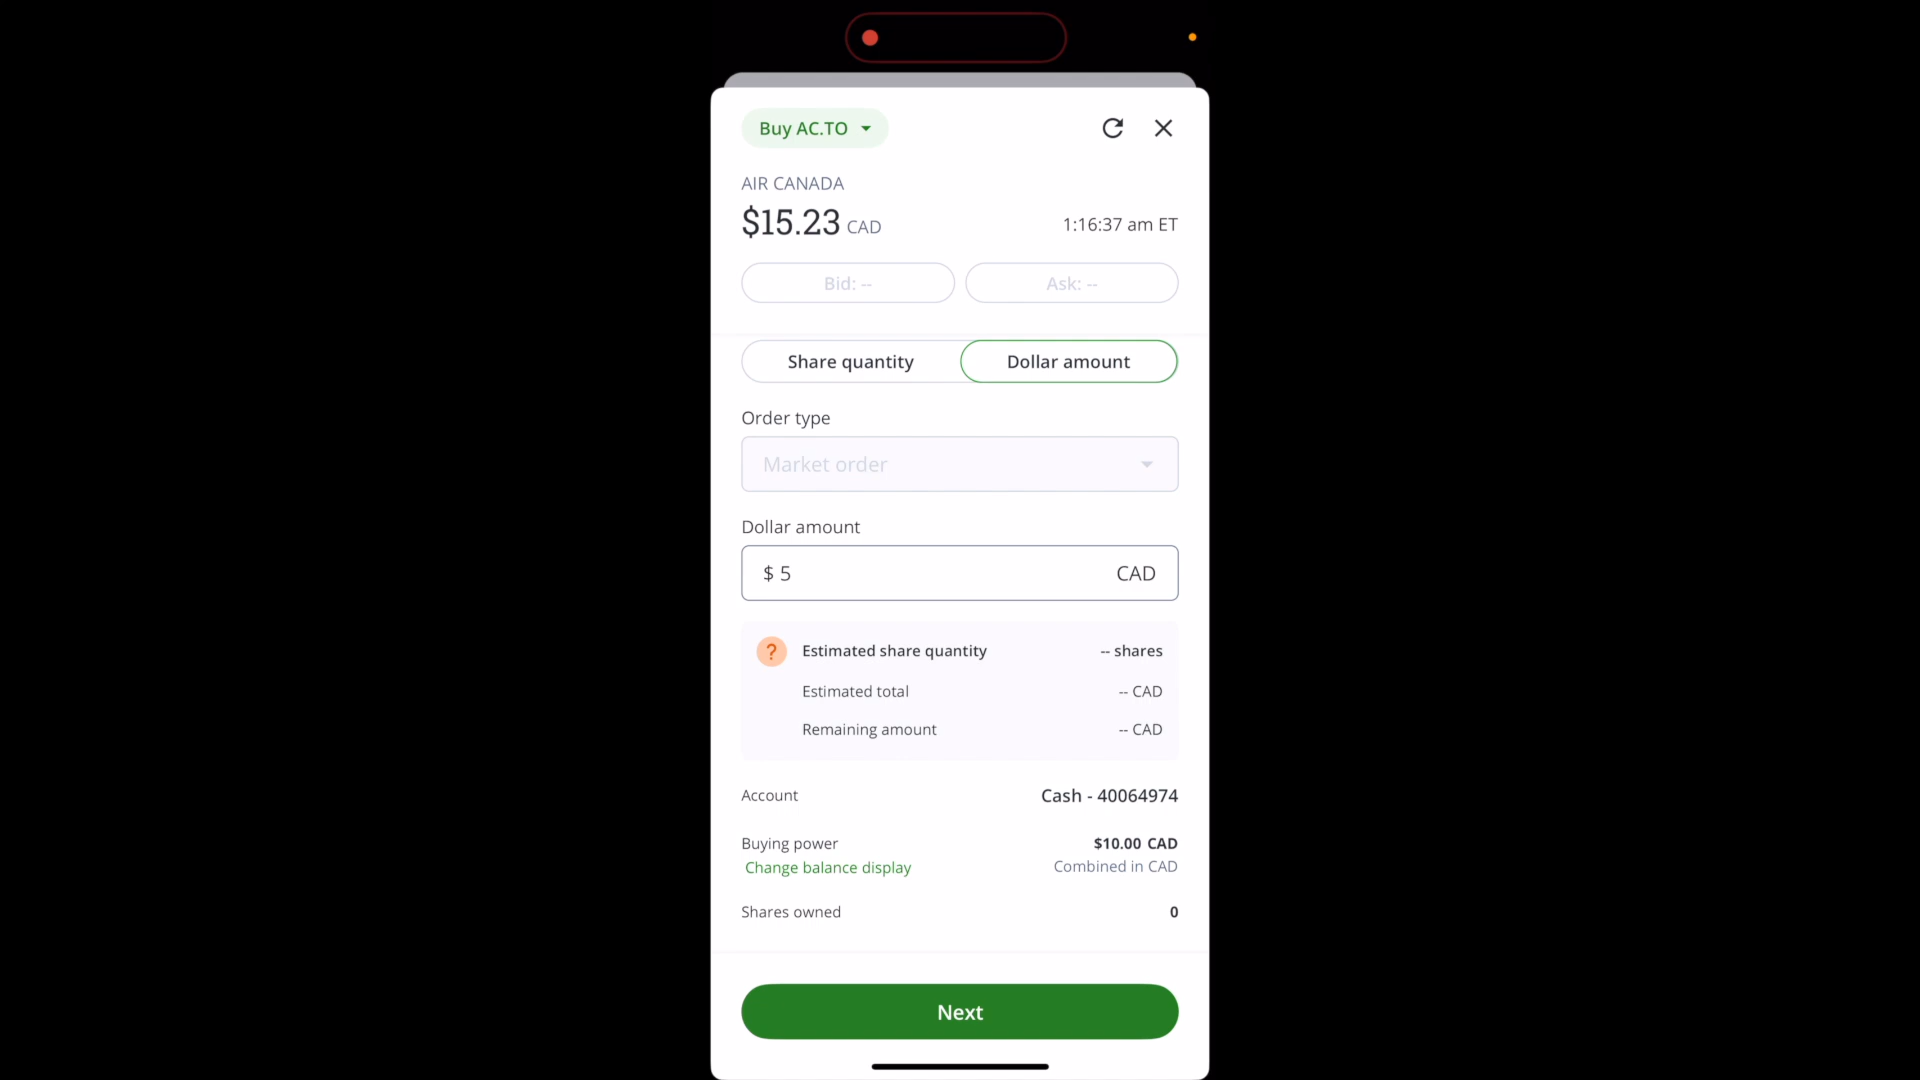 Buy AC.TO
AIR CANADA
$15.23 CAD 1:16:37 am ET
Bid: -- Ask: --
Share quantity Dollar amount
Order type
Market order
Dollar amount
$ 5 CAD
? Estimated share quantity -- shares
Estimated total -- CAD
Remaining amount -- CAD
Account Cash - 40064974
Buying power $10.00 CAD
Change balance display Combined in CAD
Shares owned 0
Next